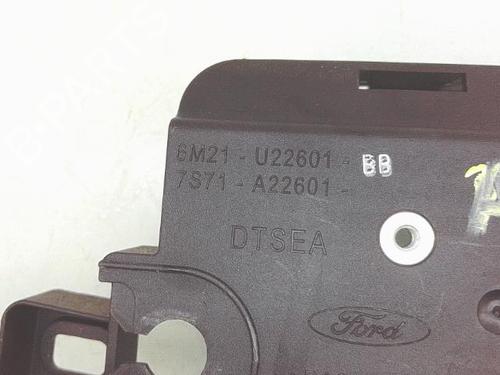 6M21 - U22601 - BB
7S71 - A22601 -
DTSEA
Ford